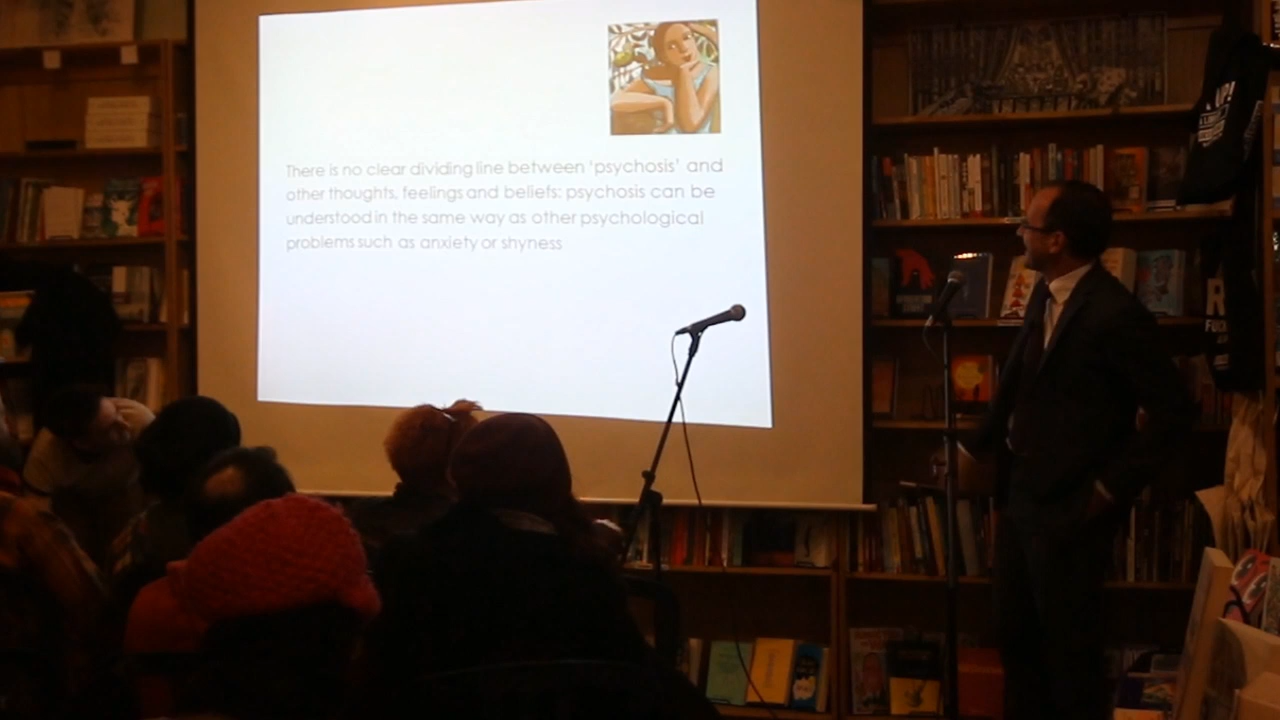 There is no clear dividing line between ‘psychosis’ and
other thoughts, feelings and beliefs: psychosis can be
understood in the same way as other psychological
problems such as anxiety or shyness
UP!